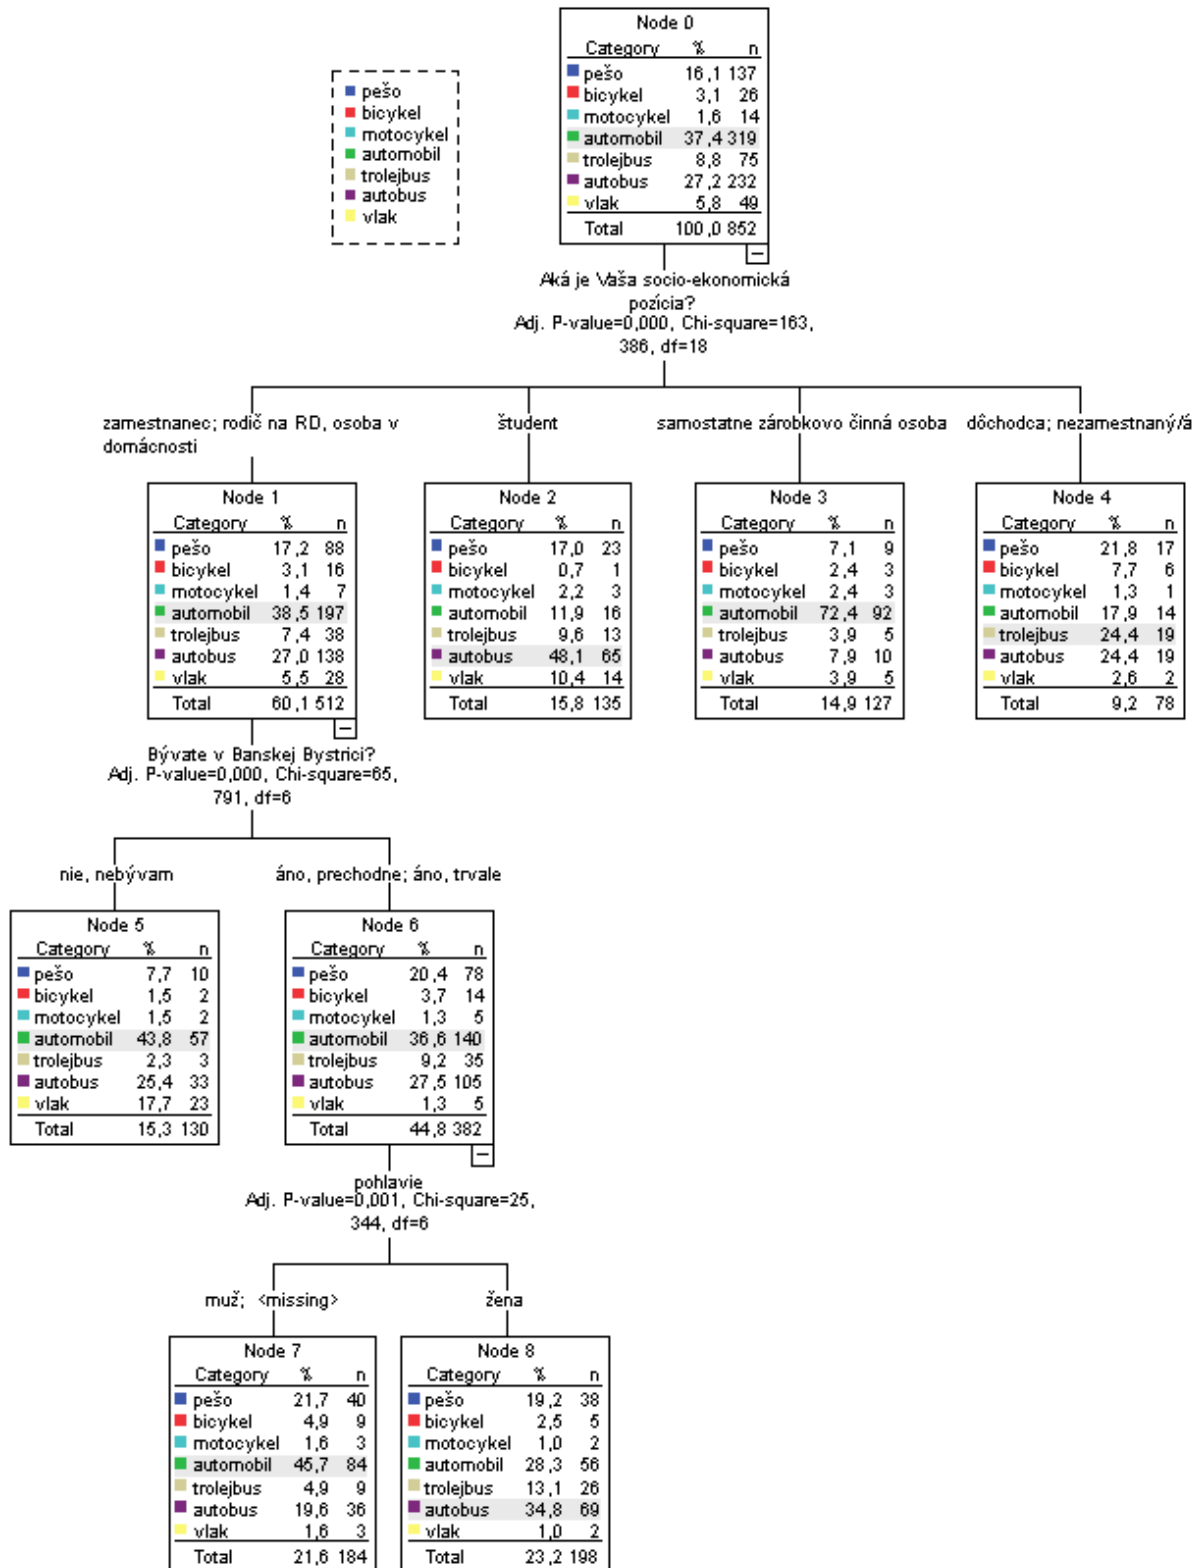 Node 0
Category % n
pešo 16,1 137
bicykel 3,1 26
motocykel 1,6 14
automobil 37,4 319
trolejbus 8,8 75
autobus 27,2 232
vlak 5,8 49
Total 100,0 852
pešo
bicykel
motocykel
automobil
trolejbus
autobus
vlak
Aká je Vaša socio-ekonomická
pozícia?
Adj. P-value=0,000, Chi-square=163,
386, df=18
zamestnanec; rodič na RD, osoba v
domácnosti
študent
samostatne zárobkovo činná osoba
dôchodca; nezamestnaný/á
Node 1
Category % n
pešo 17,2 88
bicykel 3,1 16
motocykel 1,4 7
automobil 38,5 197
trolejbus 7,4 38
autobus 27,0 138
vlak 5,5 28
Total 60,1 512
Node 2
Category % n
pešo 17,0 23
bicykel 0,7 1
motocykel 2,2 3
automobil 11,9 16
trolejbus 9,6 13
autobus 48,1 65
vlak 10,4 14
Total 15,8 135
Node 3
Category % n
pešo 7,1 9
bicykel 2,4 3
motocykel 2,4 3
automobil 72,4 92
trolejbus 3,9 5
autobus 7,9 10
vlak 3,9 5
Total 14,9 127
Node 4
Category % n
pešo 21,8 17
bicykel 7,7 6
motocykel 1,3 1
automobil 17,9 14
trolejbus 24,4 19
autobus 24,4 19
vlak 2,6 2
Total 9,2 78
Bývate v Banskej Bystrici?
Adj. P-value=0,000, Chi-square=65,
791, df=6
nie, nebývam
áno, prechodne; áno, trvale
Node 5
Category % n
pešo 7,7 10
bicykel 1,5 2
motocykel 1,5 2
automobil 43,8 57
trolejbus 2,3 3
autobus 25,4 33
vlak 17,7 23
Total 15,3 130
Node 6
Category % n
pešo 20,4 78
bicykel 3,7 14
motocykel 1,3 5
automobil 36,6 140
trolejbus 9,2 35
autobus 27,5 105
vlak 1,3 5
Total 44,8 382
pohlavie
Adj. P-value=0,001, Chi-square=25,
344, df=6
muž; <missing>
žena
Node 7
Category % n
pešo 21,7 40
bicykel 4,9 9
motocykel 1,6 3
automobil 45,7 84
trolejbus 4,9 9
autobus 19,6 36
vlak 1,6 3
Total 21,6 184
Node 8
Category % n
pešo 19,2 38
bicykel 2,5 5
motocykel 1,0 2
automobil 28,3 56
trolejbus 13,1 26
autobus 34,8 69
vlak 1,0 2
Total 23,2 198